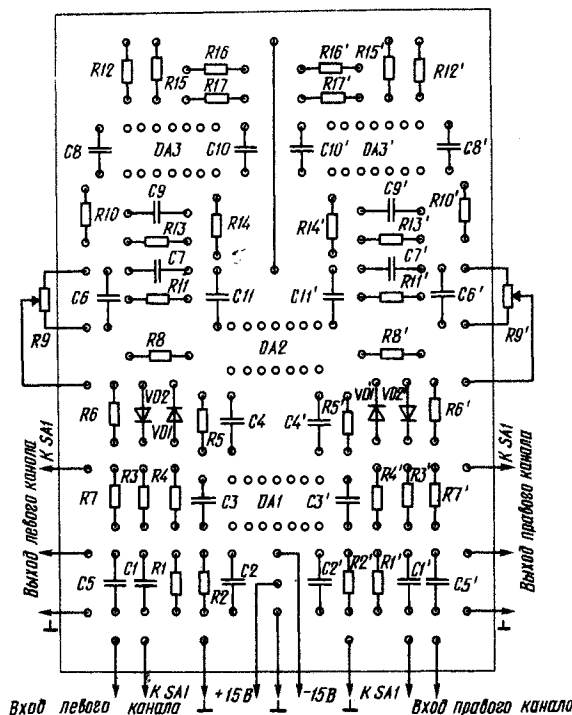 R12
R15
R16
R17
R16'
R15'
R17'
R12'
C8
DA3
C10
C10'
DA3'
C8'
R10
C9
R13
R14
R14'
C9'
R13'
R10'
C7
C7'
R9
C6
R11
C11
C11'
R11'
C6'
R9'
R8
DA2
R8'
R6
VD2
VD1
R5
C4
C4'
R5'
VD1'
VD2'
R6'
К SA1
К SA1
R7
R3
R4
C3
DA1
C3'
R4'
R3'
R7'
Выход левого канала
Выход правого канала
C5
C1
R1
R2
C2
C2'
R2'
R1'
C1'
C5'
К SA1
+15В
−15В
К SA1
Вход левого канала
Вход правого канала